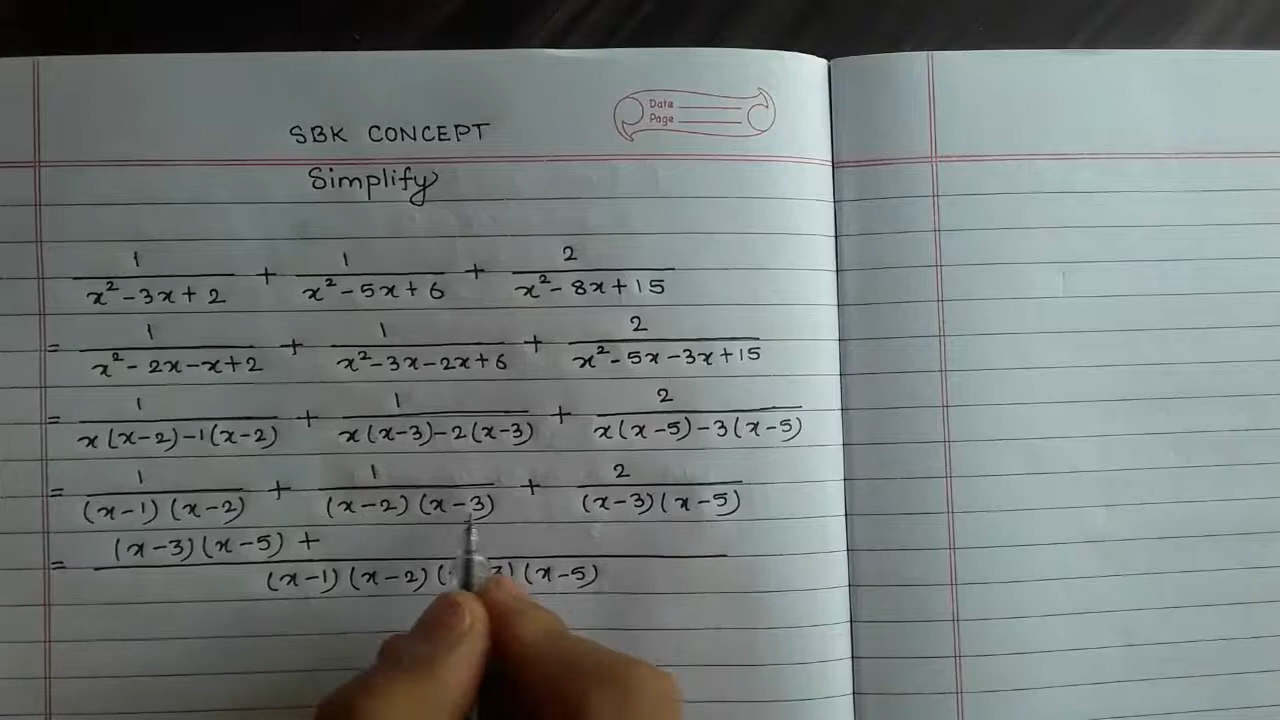 Date
Page
SBK CONCEPT
Simplify
1/(x²-3x+2) + 1/(x²-5x+6) + 2/(x²-8x+15)
= 1/(x²-2x-x+2) + 1/(x²-3x-2x+6) + 2/(x²-5x-3x+15)
= 1/(x(x-2)-1(x-2)) + 1/(x(x-3)-2(x-3)) + 2/(x(x-5)-3(x-5))
= 1/((x-1)(x-2)) + 1/((x-2)(x-3)) + 2/((x-3)(x-5))
= (x-3)(x-5) +
(x-1)(x-2)( 3)(x-5)